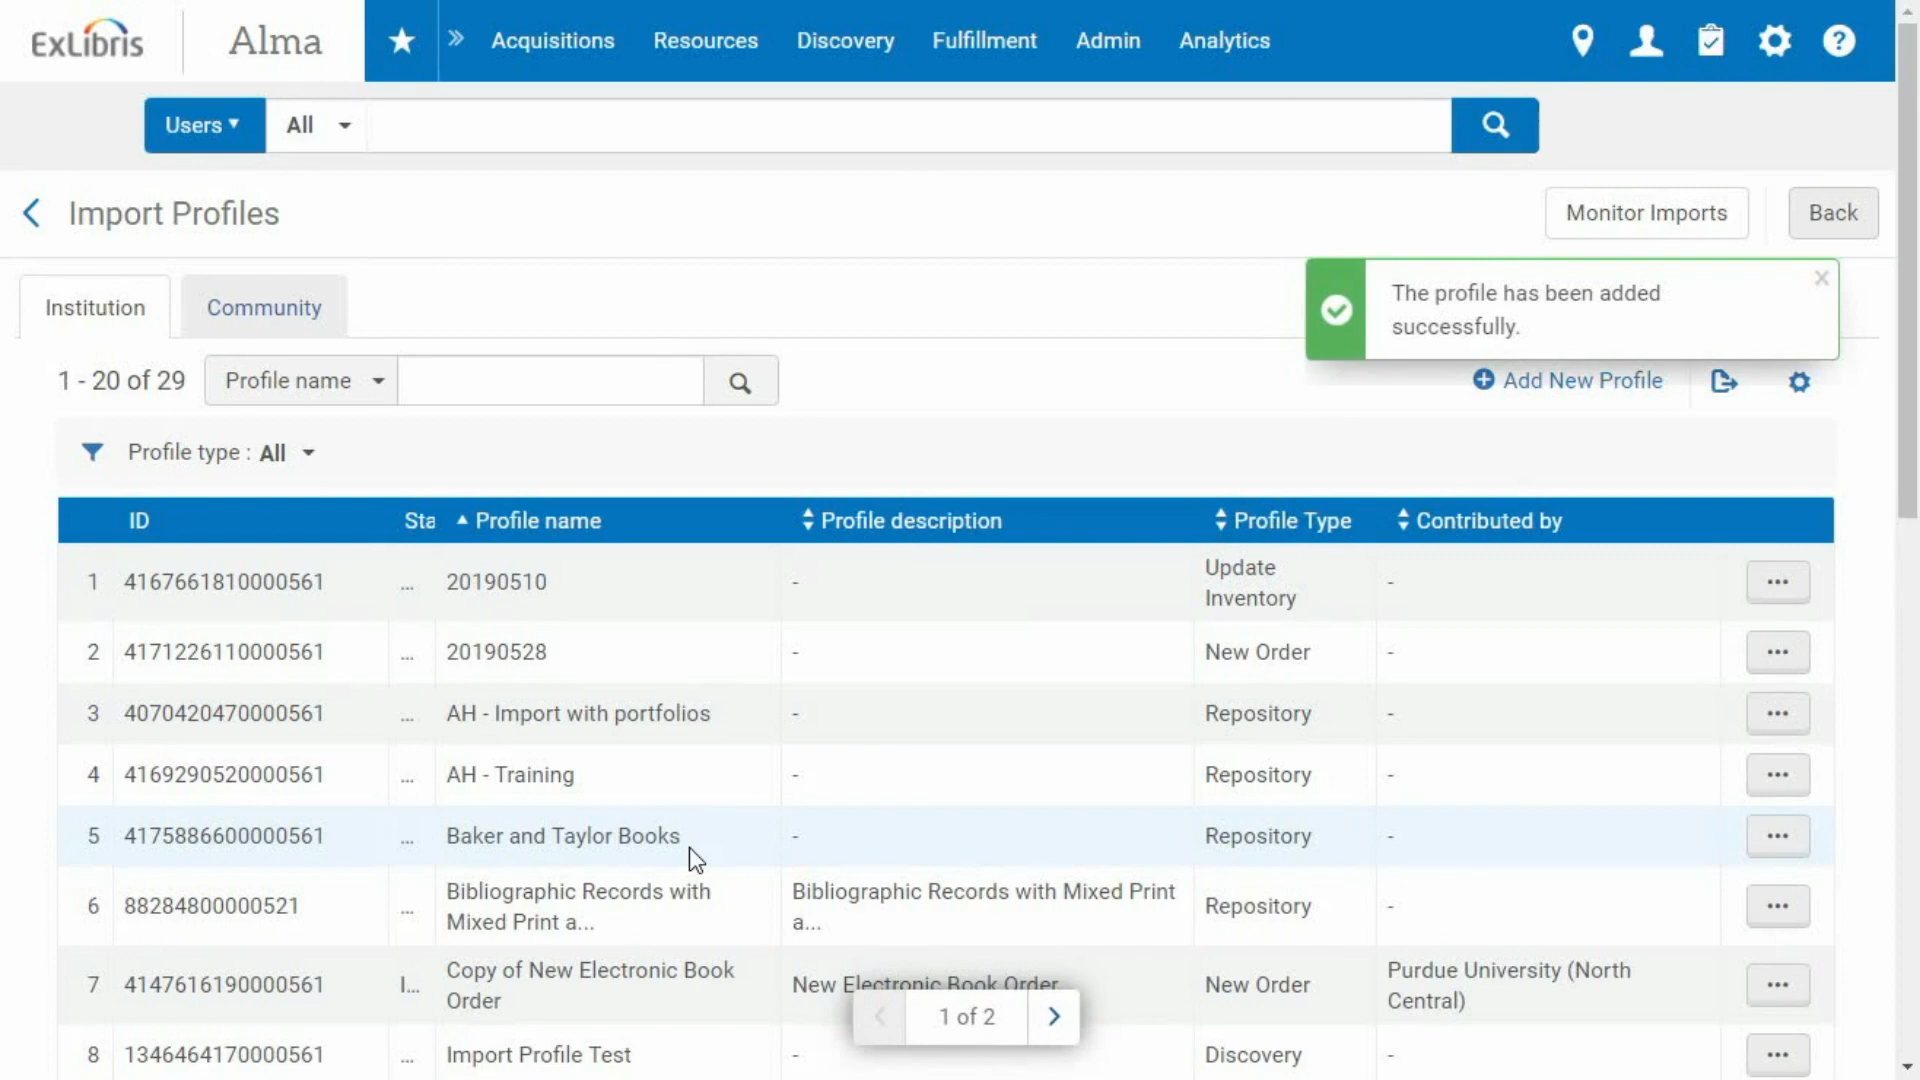 ExLibris Alma Acquisitions Resources Discovery Fulfillment Admin Analytics ?
Users All
Import Profiles Monitor Imports Back
The profile has been added
successfully.
×
Institution Community
1 - 20 of 29 Profile name Add New Profile
Profile type : All
ID Sta Profile name Profile description Profile Type Contributed by
1 4167661810000561 ... 20190510 - Update
Inventory - ...
2 4171226110000561 ... 20190528 - New Order - ...
3 4070420470000561 ... AH - Import with portfolios - Repository - ...
4 4169290520000561 ... AH - Training - Repository - ...
5 4175886600000561 ... Baker and Taylor Books - Repository - ...
6 88284800000521 ... Bibliographic Records with
Mixed Print a... Bibliographic Records with Mixed Print
a... Repository - ...
7 4147616190000561 I... Copy of New Electronic Book
Order New Electronic Book Order New Order Purdue University (North
Central) ...
1 of 2
8 1346464170000561 ... Import Profile Test - Discovery - ...